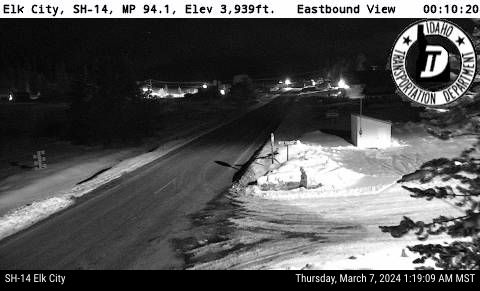 Elk City, SH-14, MP 94.1, Elev 3,939ft. Eastbound View 00:10:20
IDAHO
TRANSPORTATION DEPARTMENT
SH-14 Elk City Thursday, March 7, 2024 1:19:09 AM MST